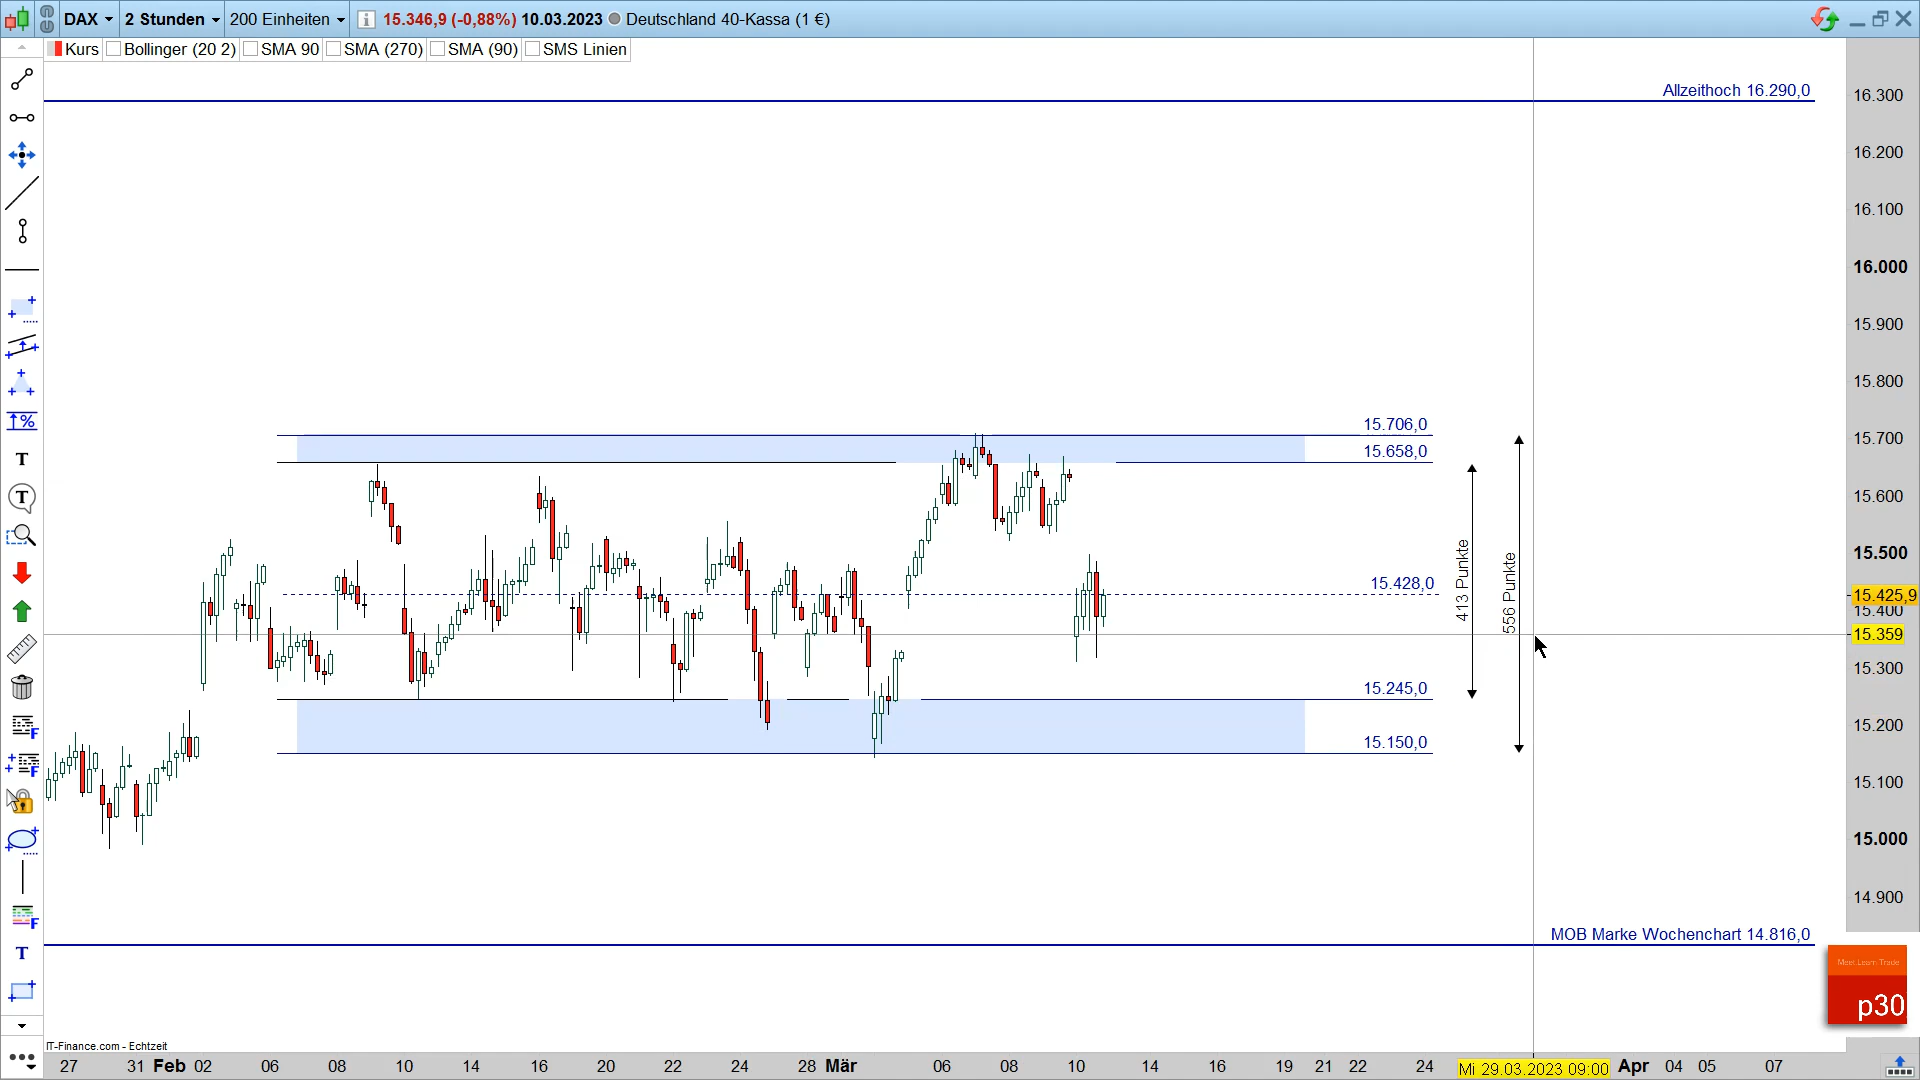 DAX 2 Stunden 200 Einheiten 15.346,9 (-0,88%) 10.03.2023 Deutschland 40-Kassa (1 €)
Kurs Bollinger (20 2) SMA 90 SMA (270) SMA (90) SMS Linien
Allzeithoch 16.290,0
16.300
16.200
16.100
16.000
15.900
15.800
15.706,0
15.700
15.658,0
15.600
15.500
413 Punkte
556 Punkte
15.428,0
15.425,9
15.400
15.359
15.300
15.245,0
15.200
15.150,0
15.100
15.000
14.900
MOB Marke Wochenchart 14.816,0
Meet Learn Trade
p30
%
T
T
F
F
F
T
IT-Finance.com - Echtzeit
27 31 Feb 02 06 08 10 14 16 20 22 24 28 Mär 06 08 10 14 16 19 21 22 24 Mi 29.03.2023 09:00 Apr 04 05 07